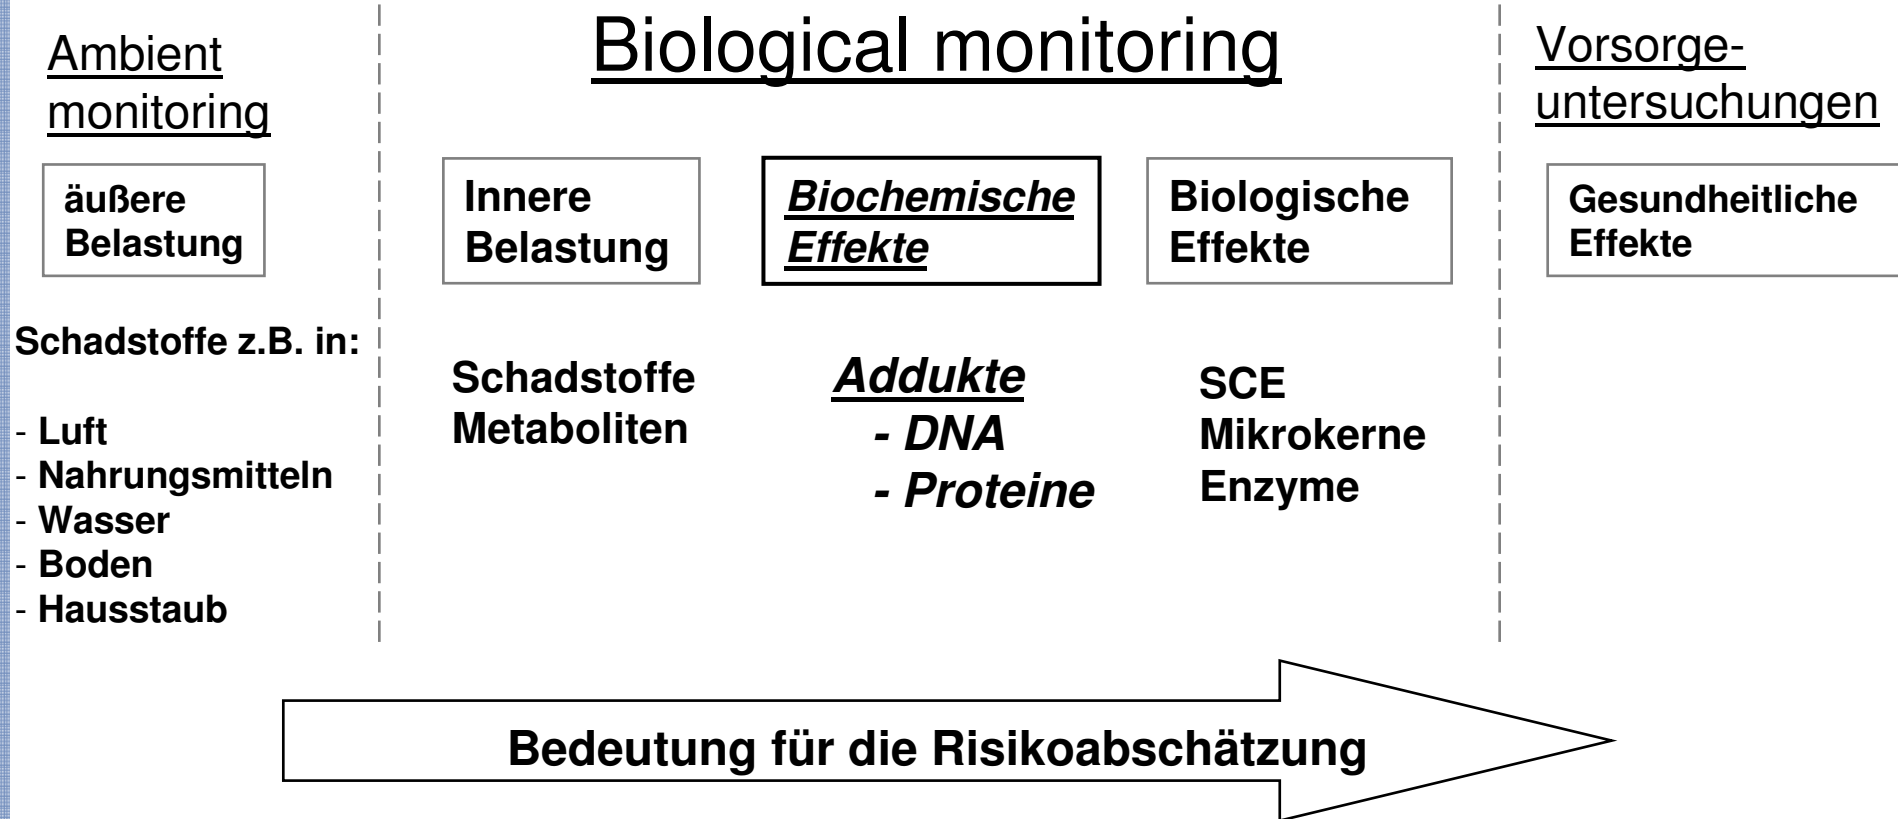 Ambient
monitoring
äußere
Belastung
Schadstoffe z.B. in:
- Luft
- Nahrungsmitteln
- Wasser
- Boden
- Hausstaub
Biological monitoring
Innere
Belastung
Schadstoffe
Metaboliten
Biochemische
Effekte
Addukte
- DNA
- Proteine
Biologische
Effekte
SCE
Mikrokerne
Enzyme
Vorsorge-
untersuchungen
Gesundheitliche
Effekte
Bedeutung für die Risikoabschätzung